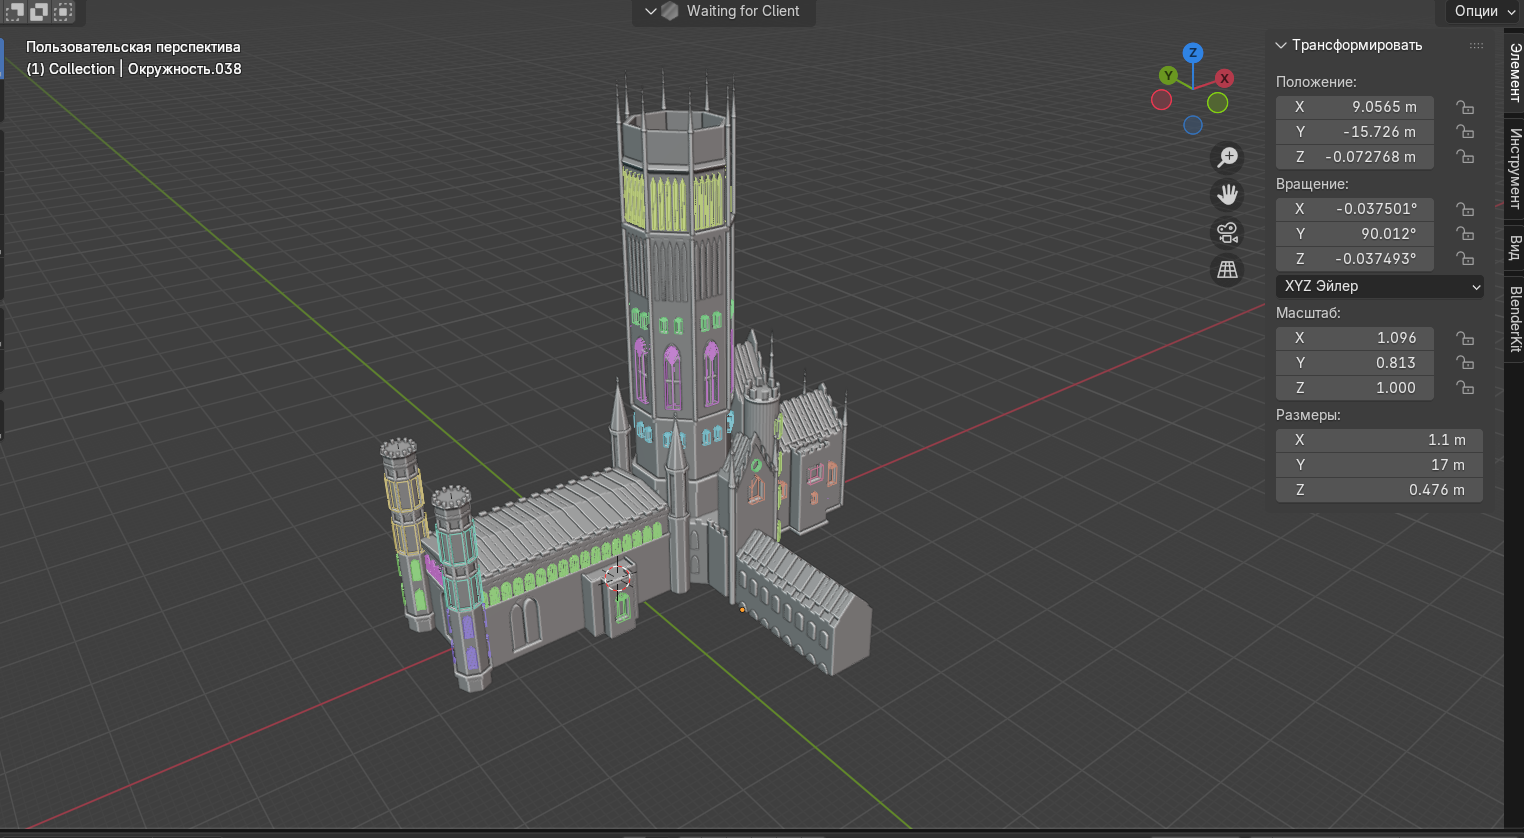 Waiting for Client
Опции
Пользовательская перспектива
(1) Collection | Окружность.038
Z
Y
X
Трансформировать
Положение:
X 9.0565 m
Y -15.726 m
Z -0.072768 m
Вращение:
X -0.037501°
Y 90.012°
Z -0.037493°
XYZ Эйлер
Масштаб:
X 1.096
Y 0.813
Z 1.000
Размеры:
X 1.1 m
Y 17 m
Z 0.476 m
Элемент
Инструмент
Вид
BlenderKit